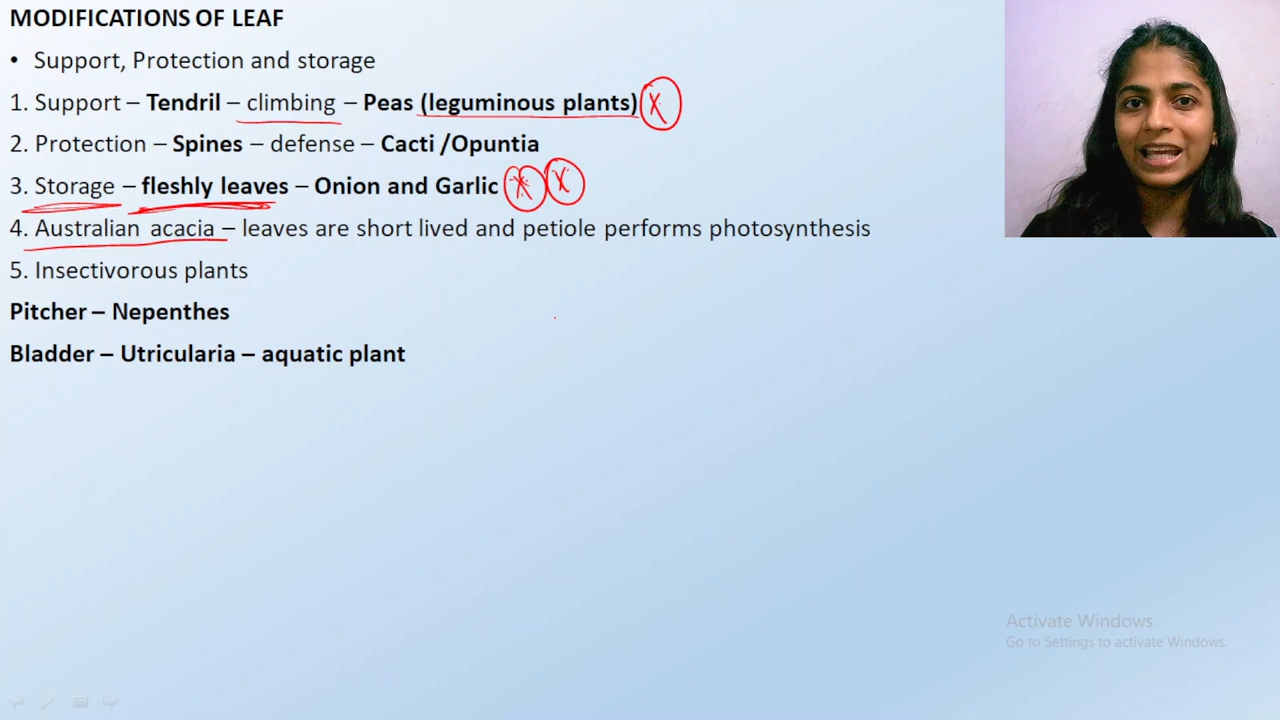 MODIFICATIONS OF LEAF
• Support, Protection and storage
1. Support – Tendril – climbing – Peas (leguminous plants)
2. Protection – Spines – defense – Cacti /Opuntia
3. Storage – fleshly leaves – Onion and Garlic
4. Australian acacia – leaves are short lived and petiole performs photosynthesis
5. Insectivorous plants
Pitcher – Nepenthes
Bladder – Utricularia – aquatic plant
Activate Windows
Go to Settings to activate Windows.